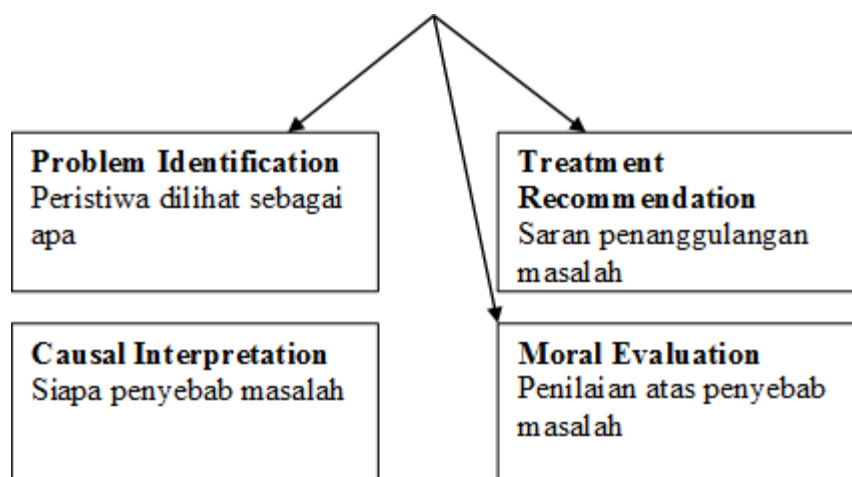 Problem Identification
Peristiwa dilihat sebagai
apa
Treatment
Recommendation
Saran penanggulangan
masalah
Causal Interpretation
Siapa penyebab masalah
Moral Evaluation
Penilaian atas penyebab
masalah